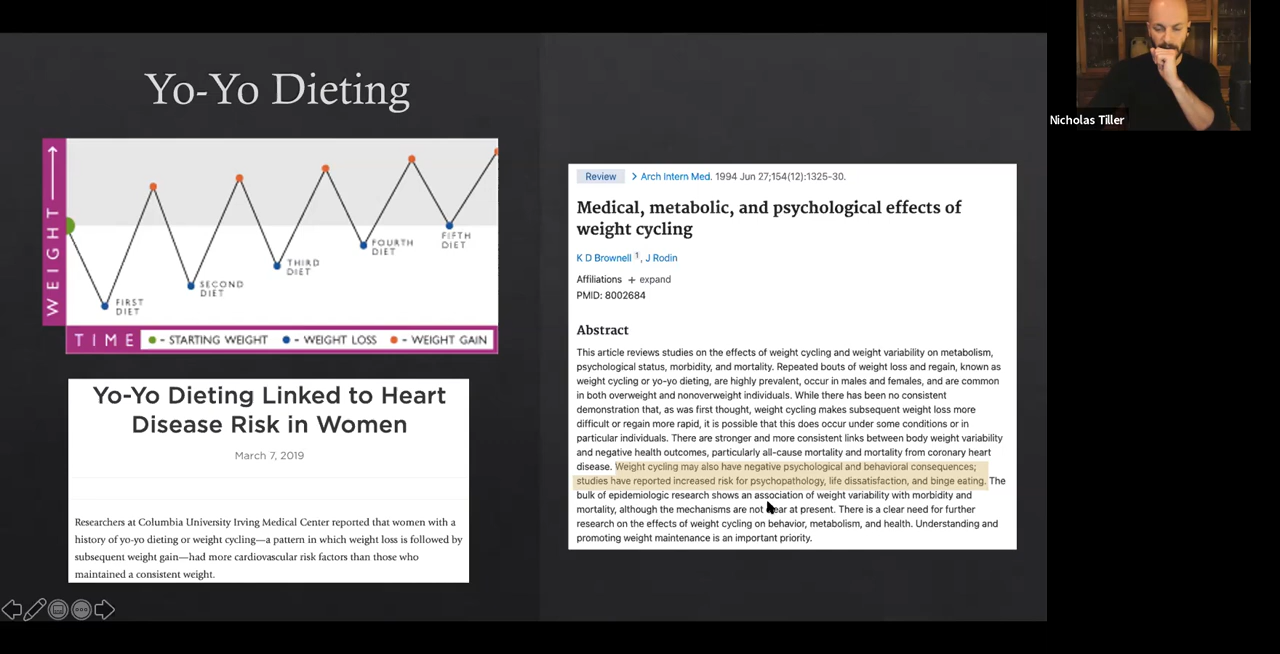 Yo-Yo Dieting
WEIGHT
FIRST
DIET
SECOND
DIET
THIRD
DIET
FOURTH
DIET
FIFTH
DIET
TIME
- STARTING WEIGHT - WEIGHT LOSS - WEIGHT GAIN
Yo-Yo Dieting Linked to Heart
Disease Risk in Women
March 7, 2019
Researchers at Columbia University Irving Medical Center reported that women with a
history of yo-yo dieting or weight cycling—a pattern in which weight loss is followed by
subsequent weight gain—had more cardiovascular risk factors than those who
maintained a consistent weight.
Review > Arch Intern Med. 1994 Jun 27;154(12):1325-30.
Medical, metabolic, and psychological effects of
weight cycling
K D Brownell 1, J Rodin
Affiliations + expand
PMID: 8002684
Abstract
This article reviews studies on the effects of weight cycling and weight variability on metabolism,
psychological status, morbidity, and mortality. Repeated bouts of weight loss and regain, known as
weight cycling or yo-yo dieting, are highly prevalent, occur in males and females, and are common
in both overweight and nonoverweight individuals. While there has been no consistent
demonstration that, as was first thought, weight cycling makes subsequent weight loss more
difficult or regain more rapid, it is possible that this does occur under some conditions or in
particular individuals. There are stronger and more consistent links between body weight variability
and negative health outcomes, particularly all-cause mortality and mortality from coronary heart
disease. Weight cycling may also have negative psychological and behavioral consequences;
studies have reported increased risk for psychopathology, life dissatisfaction, and binge eating. The
bulk of epidemiologic research shows an association of weight variability with morbidity and
mortality, although the mechanisms are not clear at present. There is a clear need for further
research on the effects of weight cycling on behavior, metabolism, and health. Understanding and
promoting weight maintenance is an important priority.
Nicholas Tiller